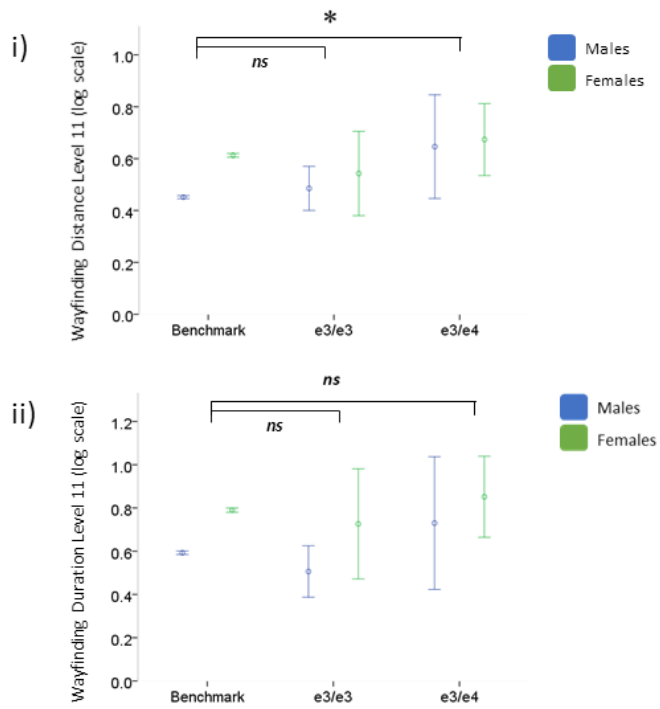 i)
Wayfinding Distance Level 11 (log scale)
*
ns
1.0
0.8
0.6
0.4
0.2
0.0
Benchmark e3/e3 e3/e4
Males
Females
ii)
Wayfinding Duration Level 11 (log scale)
ns
ns
1.2
1.0
0.8
0.6
0.4
0.2
0.0
Benchmark e3/e3 e3/e4
Males
Females